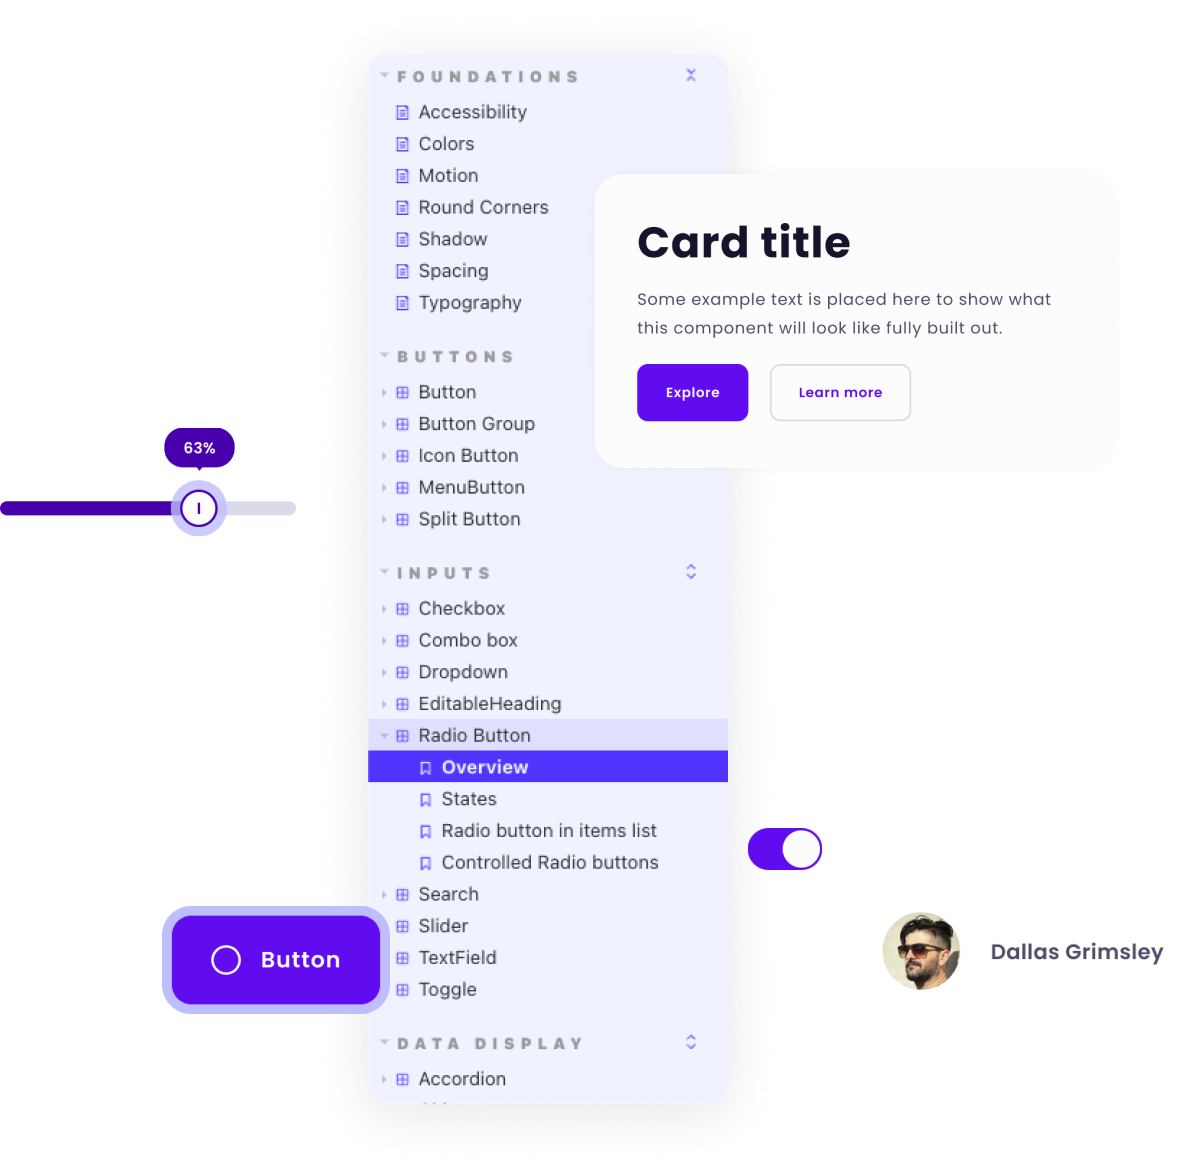 FOUNDATIONS
Accessibility
Colors
Motion
Round Corners
Shadow
Spacing
Typography
BUTTONS
Button
Button Group
Icon Button
MenuButton
Split Button
INPUTS
Checkbox
Combo box
Dropdown
EditableHeading
Radio Button
Overview
States
Radio button in items list
Controlled Radio buttons
Search
Slider
TextField
Toggle
DATA DISPLAY
Accordion
Card title
Some example text is placed here to show what
this component will look like fully built out.
Explore
Learn more
63%
Button
Dallas Grimsley